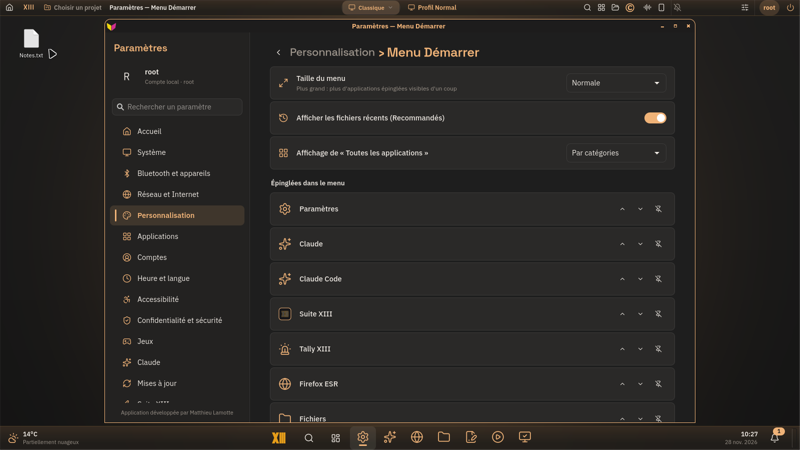 XIII
Choisir un projet
Paramètres — Menu Démarrer
Classique
Profil Normal
root
Notes.txt
Paramètres — Menu Démarrer
Paramètres
R
root
Compte local · root
Rechercher un paramètre
Accueil
Système
Bluetooth et appareils
Réseau et Internet
Personnalisation
Applications
Comptes
Heure et langue
Accessibilité
Confidentialité et sécurité
Jeux
Claude
Mises à jour
Suite XIII
Application développée par Matthieu Lamotte
Personnalisation > Menu Démarrer
Taille du menu
Plus grand : plus d'applications épinglées visibles d'un coup
Normale
Afficher les fichiers récents (Recommandés)
Affichage de « Toutes les applications »
Par catégories
Épinglées dans le menu
Paramètres
Claude
Claude Code
Suite XIII
Tally XIII
Firefox ESR
Fichiers
14°C
Partiellement nuageux
XIII
10:27
28 nov. 2026
1